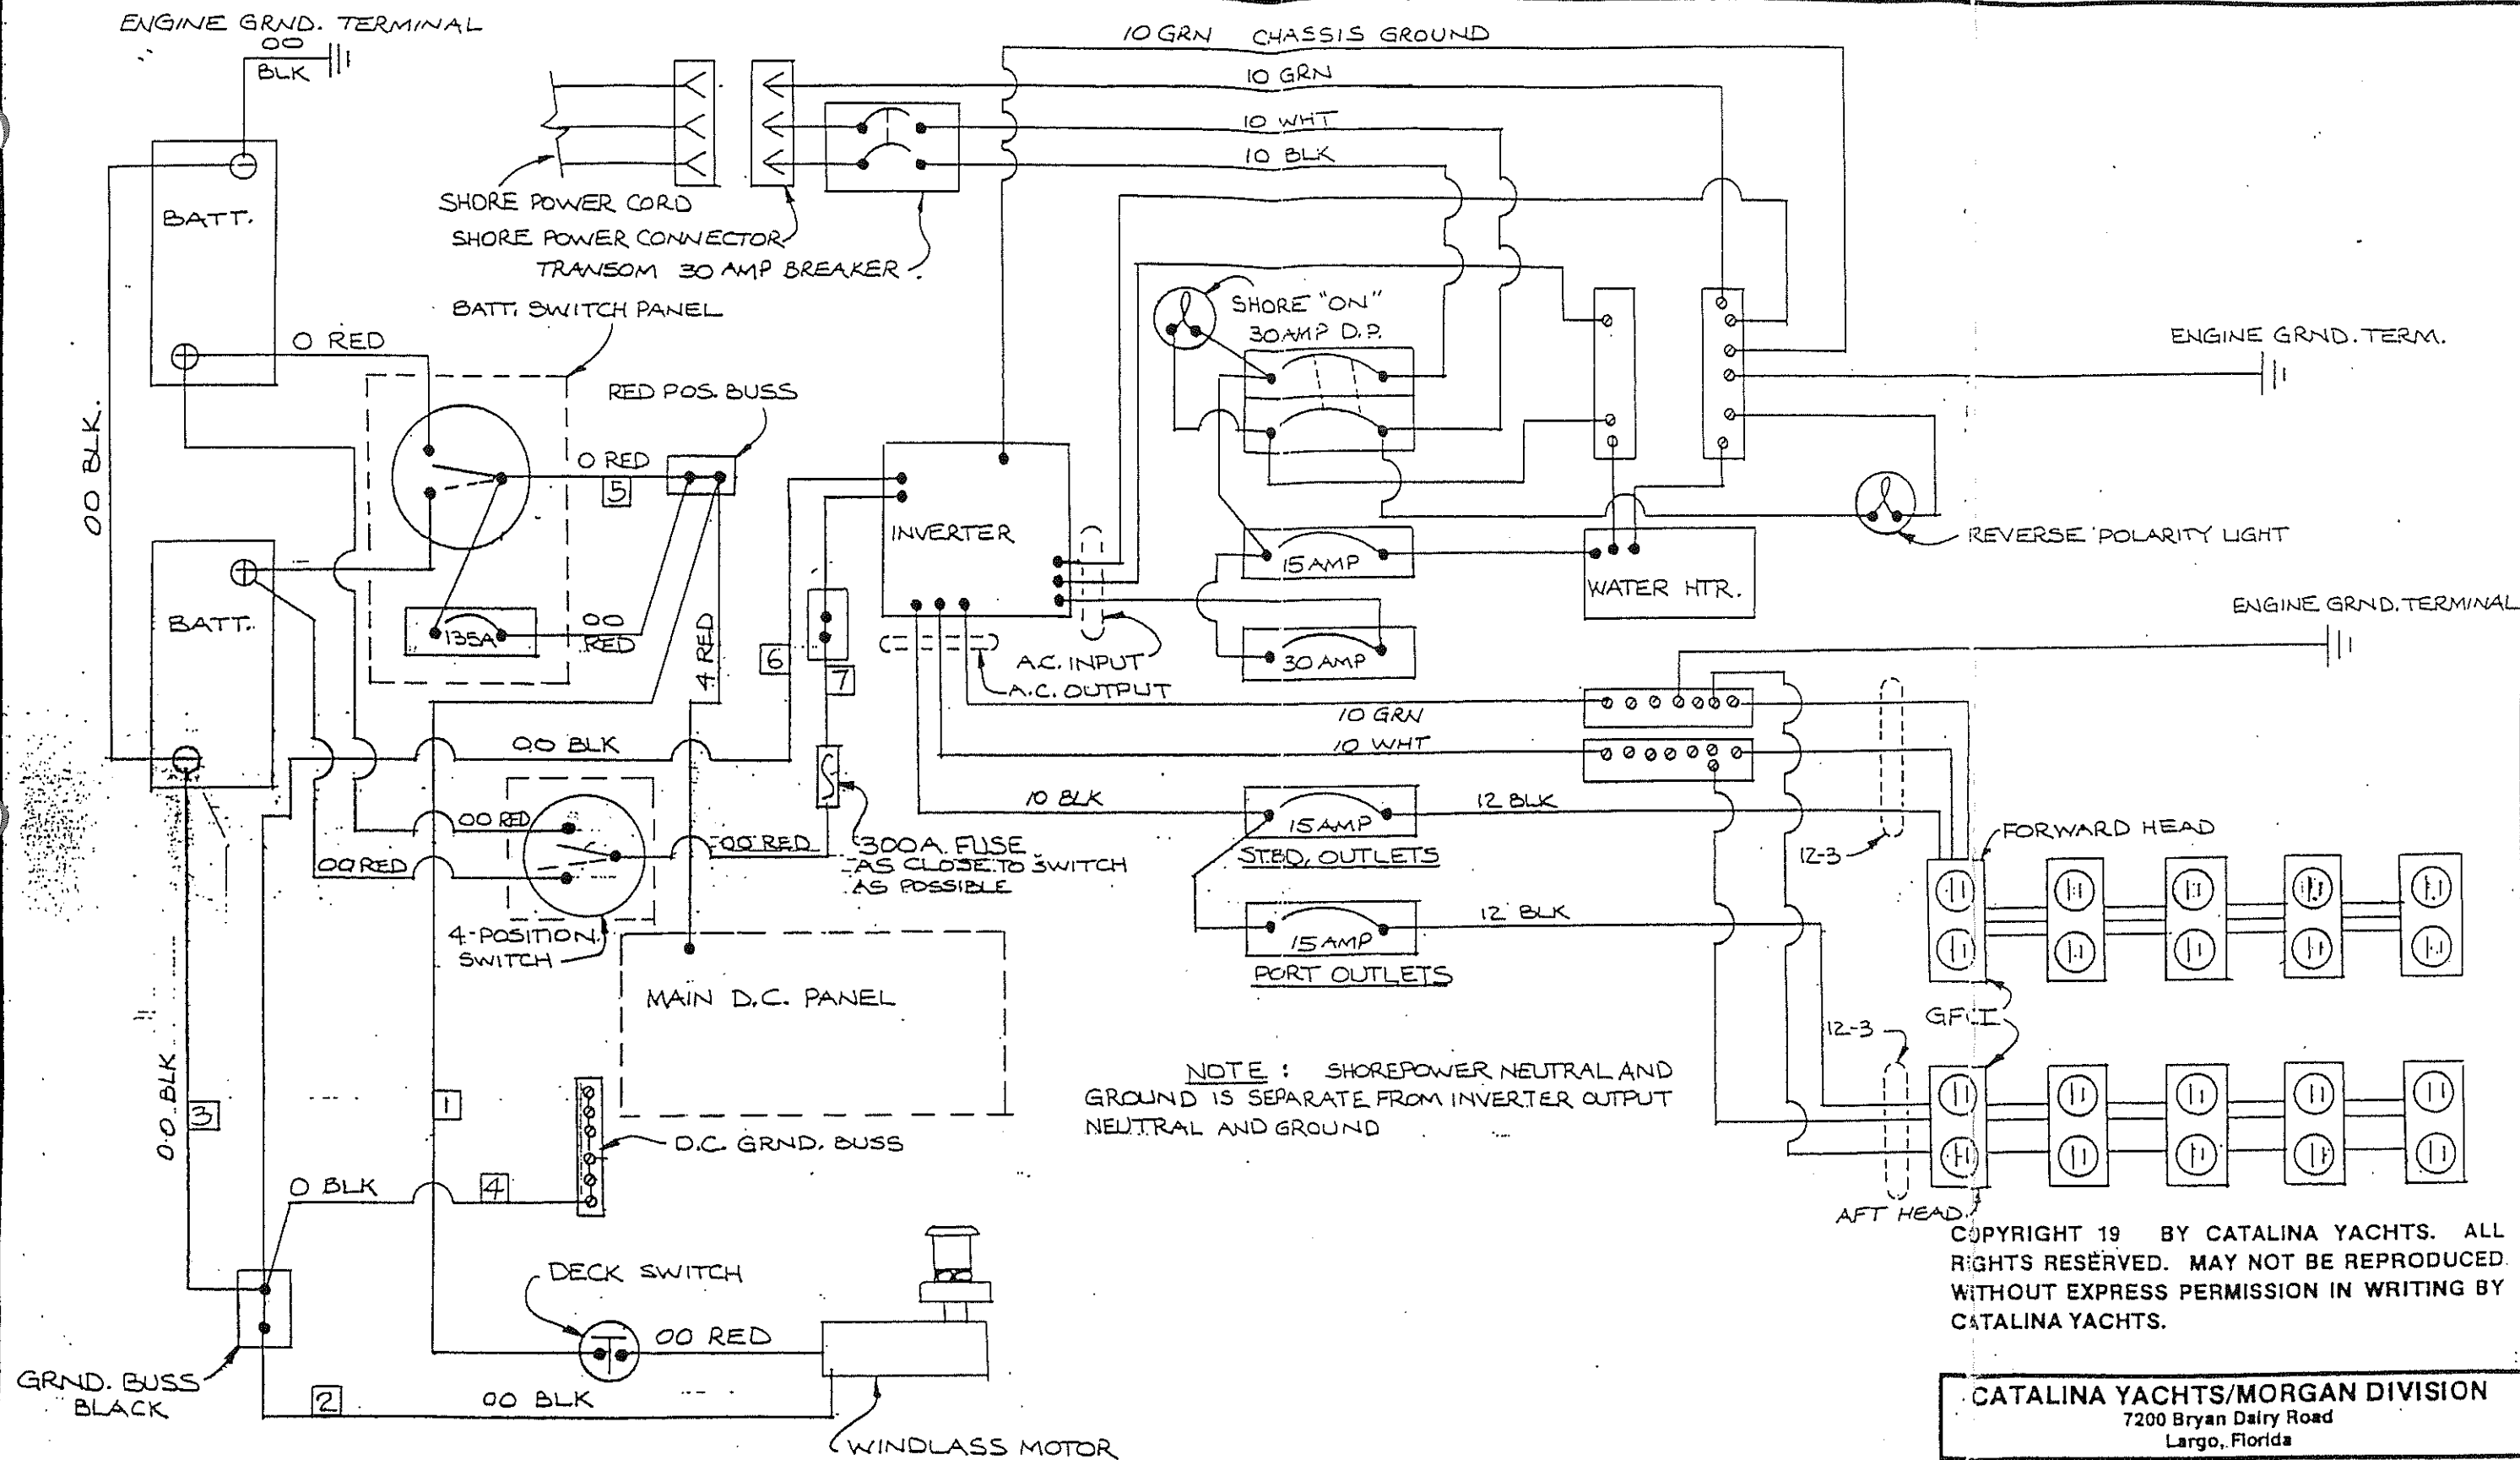 ENGINE GRND. TERMINAL
00
BLK
10 GRN CHASSIS GROUND
10 GRN
10 WHT
10 BLK
SHORE POWER CORD
SHORE POWER CONNECTOR
TRANSOM 30 AMP BREAKER
BATT.
BATT. SWITCH PANEL
SHORE "ON"
30AMP D.P.
ENGINE GRND. TERM.
0 RED
RED POS. BUSS
00 BLK.
0 RED
5
INVERTER
REVERSE POLARITY LIGHT
15 AMP
WATER HTR.
ENGINE GRND. TERMINAL
BATT.
135A
00
RED
4 RED
6
7
A.C. INPUT
A.C. OUTPUT
30 AMP
10 GRN
00 BLK
10 WHT
10 BLK
15 AMP
STBD. OUTLETS
12 BLK
00 RED
00 RED
00 RED
300A. FUSE
AS CLOSE TO SWITCH
AS POSSIBLE
12-3
FORWARD HEAD
4-POSITION
SWITCH
15 AMP
PORT OUTLETS
12 BLK
MAIN D.C. PANEL
GFCI
12-3
NOTE : SHOREPOWER NEUTRAL AND
GROUND IS SEPARATE FROM INVERTER OUTPUT
NEUTRAL AND GROUND
00 BLK
3
1
D.C. GRND. BUSS
0 BLK
4
AFT HEAD
COPYRIGHT 19 BY CATALINA YACHTS. ALL
RIGHTS RESERVED. MAY NOT BE REPRODUCED
WITHOUT EXPRESS PERMISSION IN WRITING BY
CATALINA YACHTS.
DECK SWITCH
00 RED
GRND. BUSS
BLACK
2
00 BLK
WINDLASS MOTOR
CATALINA YACHTS/MORGAN DIVISION
7200 Bryan Dairy Road
Largo, Florida